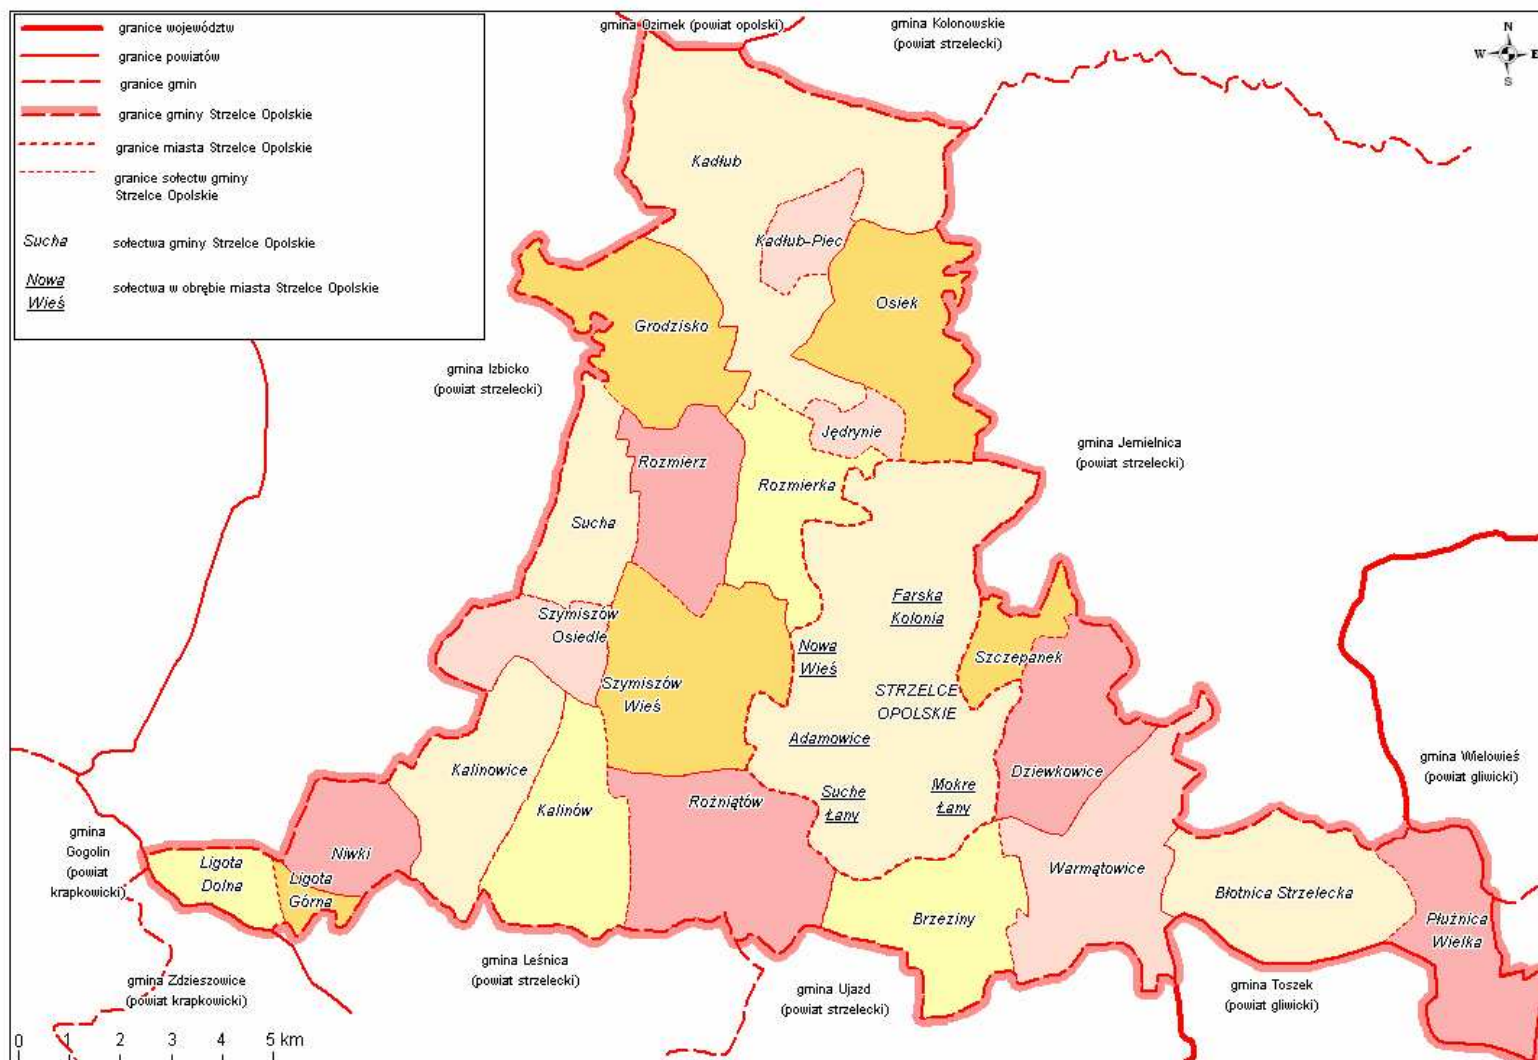 granice województw
granice powiatów
granice gmin
granice gminy Strzelce Opolskie
granice miasta Strzelce Opolskie
granice sołectw gminy
Strzelce Opolskie
Sucha
sołectwa gminy Strzelce Opolskie
Nowa
Wieś
sołectwa w obrębie miasta Strzelce Opolskie
gmina Ozimek (powiat opolski)
gmina Kolonowskie
(powiat strzelecki)
N
W
E
S
Kadłub
Kadłub-Piec
Osiek
Grodzisko
gmina Izbicko
(powiat strzelecki)
Jędrynie
gmina Jemielnica
(powiat strzelecki)
Rozmierz
Rozmierka
Sucha
Farska
Kolonia
Szymiszów
Osiedle
Nowa
Wieś
Szczepanek
Szymiszów
Wieś
STRZELCE
OPOLSKIE
Adamowice
Kalinowice
Dziewkowice
gmina Wielowieś
(powiat gliwicki)
Kalinów
Rożniątów
Suche
Łany
Mokre
Łany
gmina
Gogolin
(powiat
krapkowicki)
Ligota
Dolna
Niwki
Ligota
Górna
Warmątowice
Błotnica Strzelecka
Brzeziny
Płużnica
Wielka
gmina Leśnica
(powiat strzelecki)
gmina Zdzieszowice
(powiat krapkowicki)
gmina Ujazd
(powiat strzelecki)
gmina Toszek
(powiat gliwicki)
0 1 2 3 4 5 km